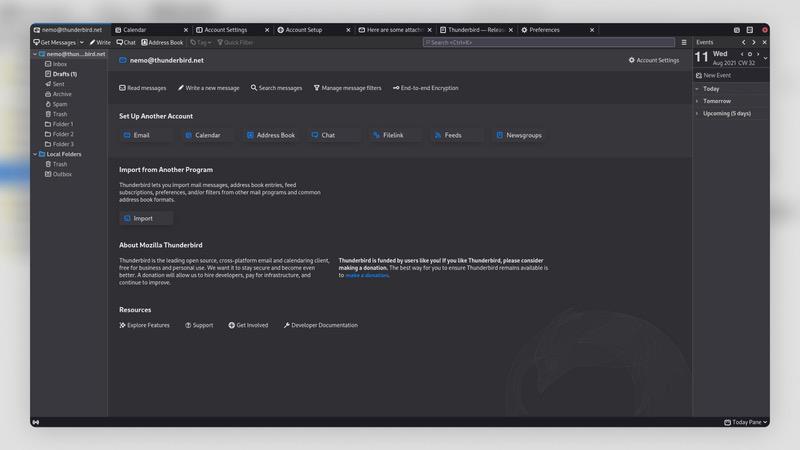 nemo@thunderbird.net
Calendar
Account Settings
Account Setup
Here are some attache
Thunderbird — Releas
Preferences
Get Messages
Write
Chat
Address Book
Tag
Quick Filter
Search <Ctrl+K>
Events
nemo@thun...bird.net
Inbox
Drafts (1)
Sent
Archive
Spam
Trash
Folder 1
Folder 2
Folder 3
Local Folders
Trash
Outbox
nemo@thunderbird.net
Account Settings
Read messages
Write a new message
Search messages
Manage message filters
End-to-end Encryption
Set Up Another Account
Email
Calendar
Address Book
Chat
Filelink
Feeds
Newsgroups
Import from Another Program
Thunderbird lets you import mail messages, address book entries, feed
subscriptions, preferences, and/or filters from other mail programs and common
address book formats.
Import
About Mozilla Thunderbird
Thunderbird is the leading open source, cross-platform email and calendaring client,
free for business and personal use. We want it to stay secure and become even
better. A donation will allow us to hire developers, pay for infrastructure, and
continue to improve.
Thunderbird is funded by users like you! If you like Thunderbird, please consider
making a donation. The best way for you to ensure Thunderbird remains available is
to make a donation.
Resources
Explore Features
Support
Get Involved
Developer Documentation
11
Wed
Aug 2021 CW 32
New Event
Today
Tomorrow
Upcoming (5 days)
Today Pane